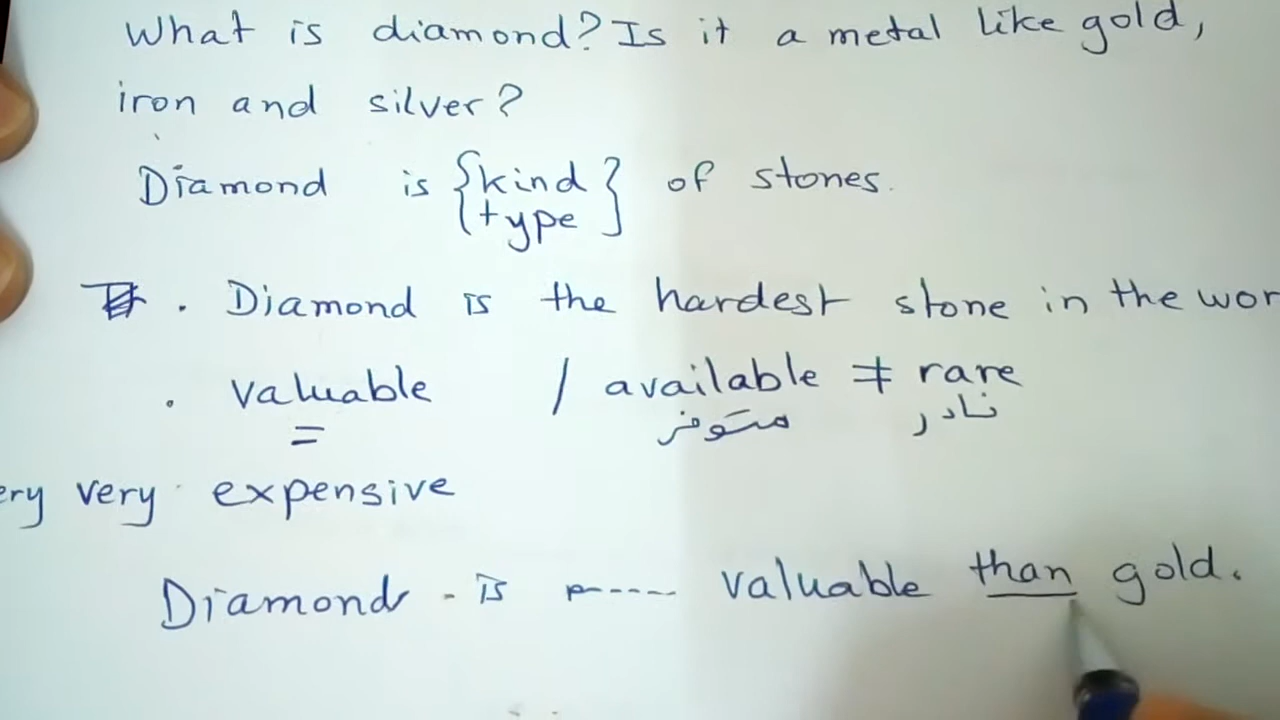 What is diamond? Is it a metal like gold,
iron and silver?
Diamond is {kind} of stones.
type
. Diamond is the hardest stone in the wor
. valuable / available ≠ rare
= متوفر نادر
ery very expensive
Diamond is ---- valuable than gold.